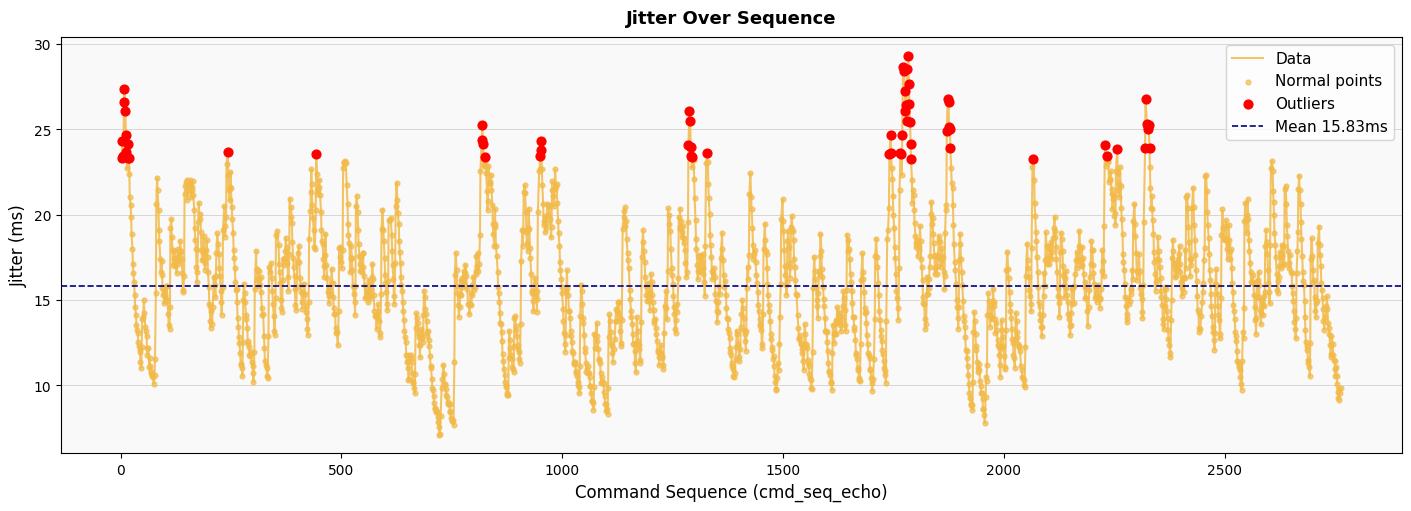 Jitter Over Sequence
Jitter (ms)
30
25
20
15
10
Data
Normal points
Outliers
Mean 15.83ms
0
500
1000
1500
2000
2500
Command Sequence (cmd_seq_echo)